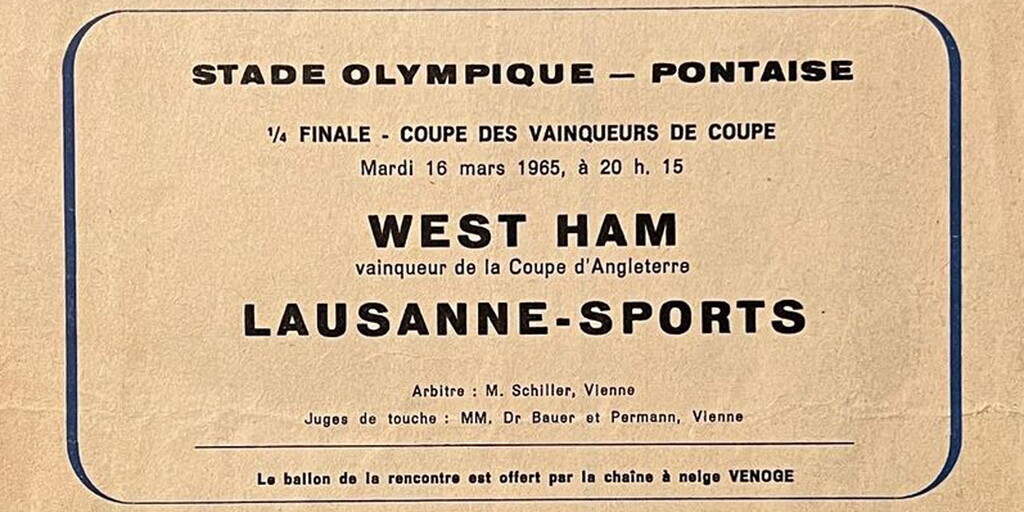 STADE OLYMPIQUE — PONTAISE
¼ FINALE - COUPE DES VAINQUEURS DE COUPE
Mardi 16 mars 1965, à 20 h. 15
WEST HAM
vainqueur de la Coupe d'Angleterre
LAUSANNE-SPORTS
Arbitre : M. Schiller, Vienne
Juges de touche : MM. Dr Bauer et Permann, Vienne
Le ballon de la rencontre est offert par la chaîne à neige VENOGE